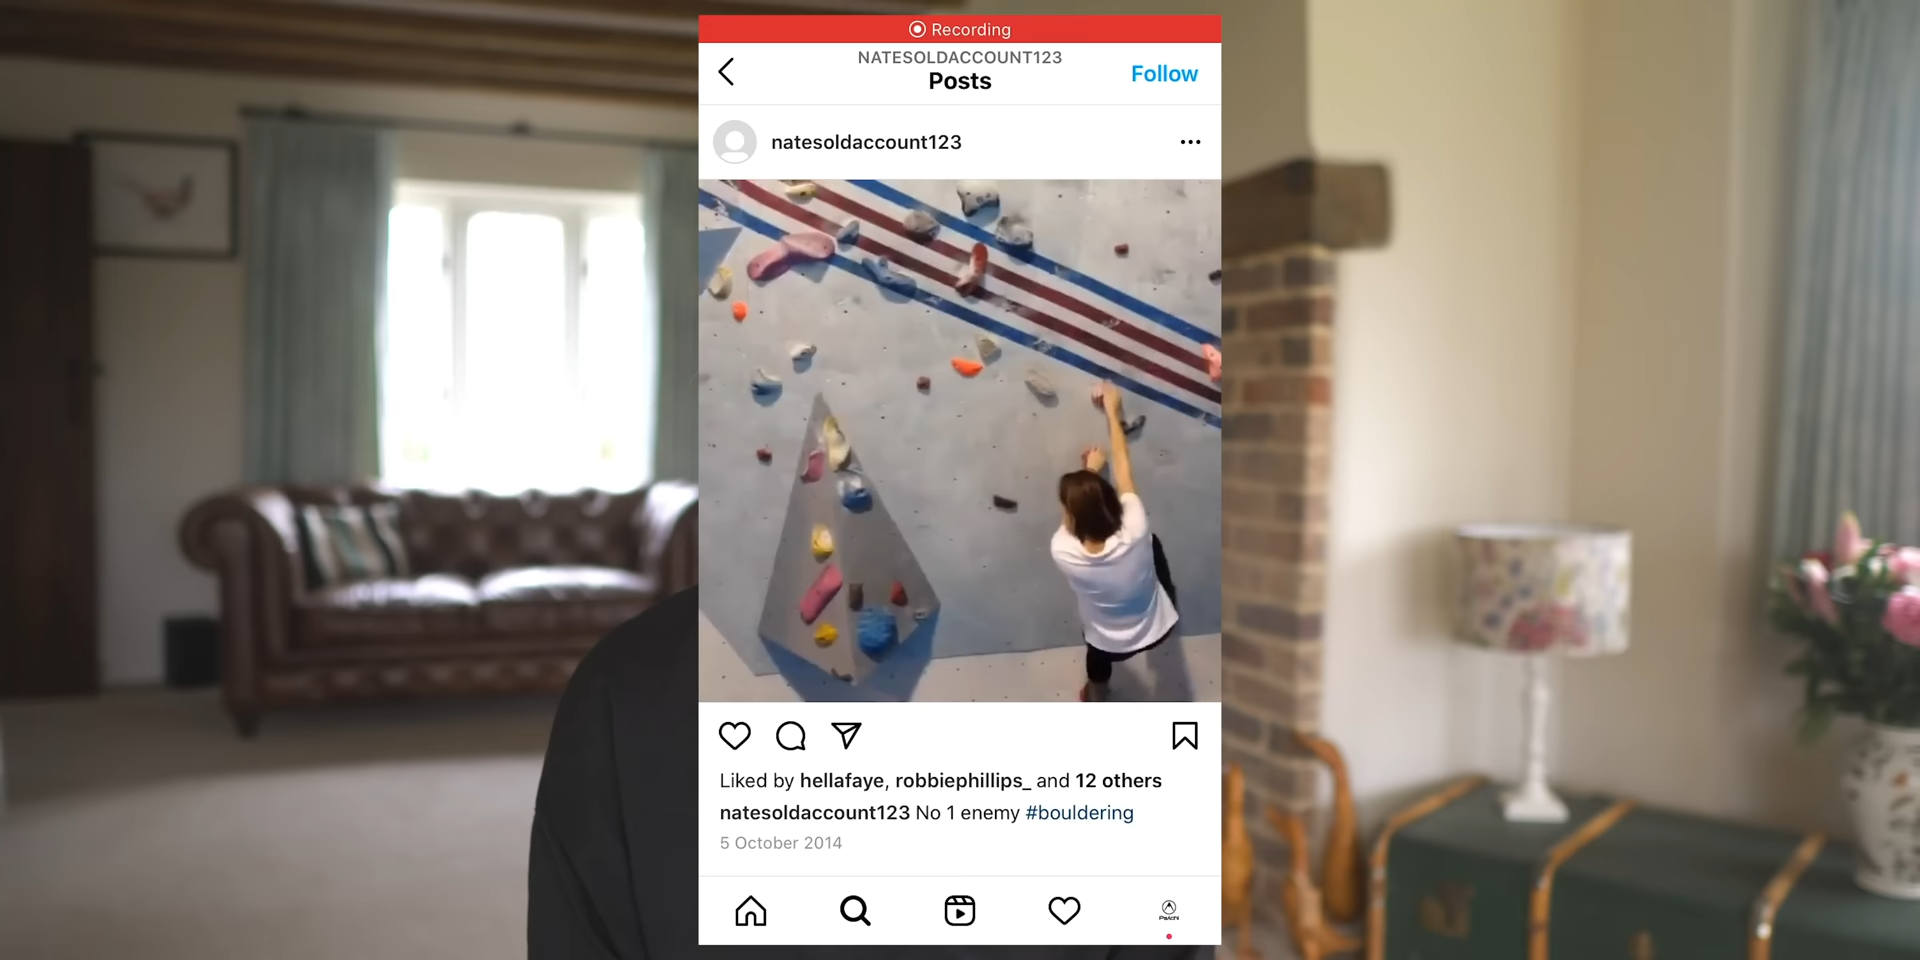 Recording
NATESOLDACCOUNT123
Posts
Follow
natesoldaccount123
Liked by hellafaye, robbiephillips_ and 12 others
natesoldaccount123 No 1 enemy #bouldering
5 October 2014